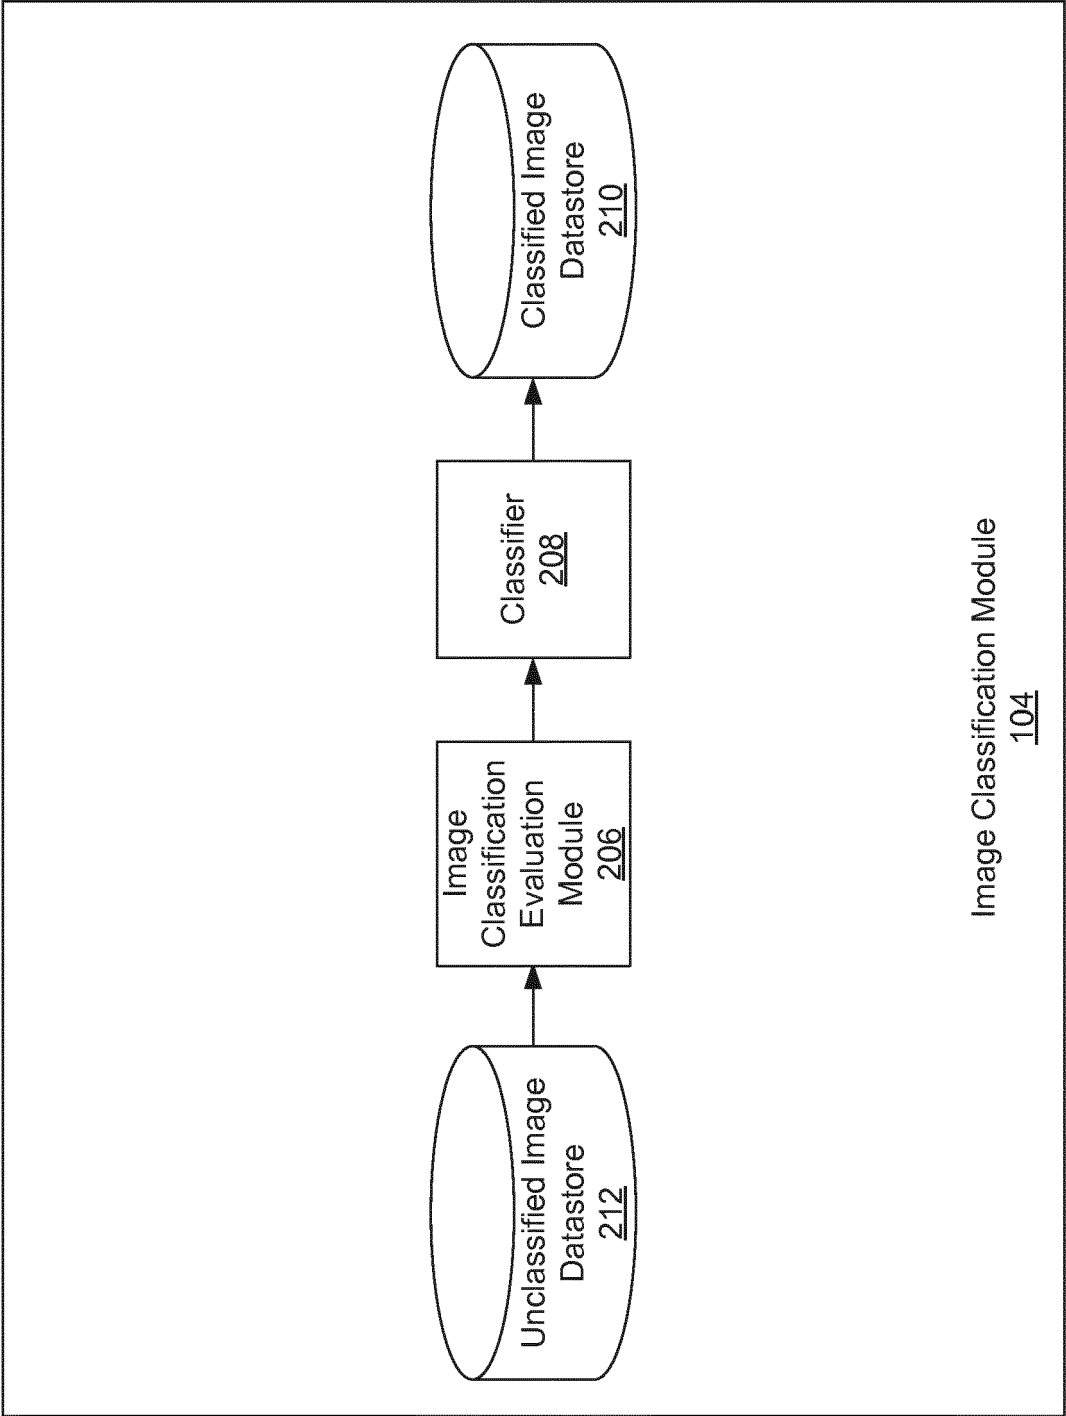 Unclassified Image
Datastore
212
Image
Classification
Evaluation
Module
206
Classifier
208
Classified Image
Datastore
210
Image Classification Module
104